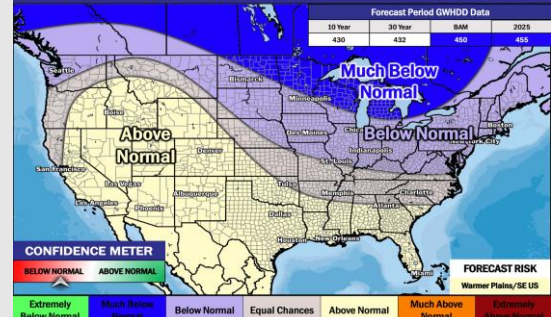 Forecast Period GWHDD Data
10 Year 30 Year BAM 2025
430 432 450 455
Seattle
Bismarck
Much Below
Normal
Minneapolis
Boise
Above
Normal
Des Moines
Below Normal
Boston
New York City
Indianapolis
Denver
St. Louis
San Francisco
Las Vegas
Tulsa
Memphis
Charlotte
Los Angeles
Albuquerque
Phoenix
Atlanta
Dallas
Houston
New Orleans
Miami
CONFIDENCE METER
BELOW NORMAL ABOVE NORMAL
FORECAST RISK
Warmer Plains/SE US
Extremely
Below Normal
Much Below
Normal
Below Normal
Equal Chances
Above Normal
Much Above
Normal
Extremely
Above Normal